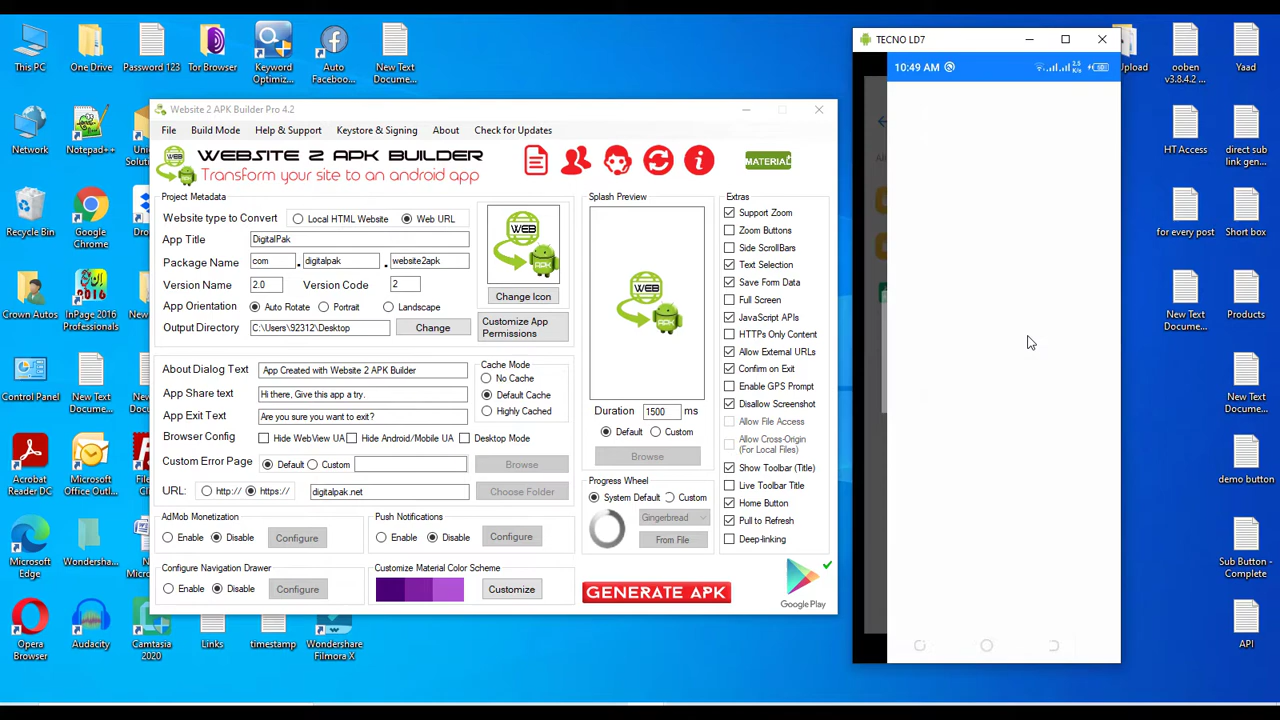 This PC
One Drive
Password 123
Tor Browser
Keyword
Optimiz...
Auto
Faceboo...
New Text
Docume...
Network
Notepad++
Recycle Bin
Google
Chrome
Crown Autos
InPage 2016
Professionals
Control Panel
New Text
Docume...
Acrobat
Reader DC
Microsoft
Office Outl...
Microsoft
Edge
Wondersha...
Opera
Browser
Audacity
Camtasia
2020
Links
timestamp
Wondershare
Filmora X
Website 2 APK Builder Pro 4.2
File
Build Mode
Help & Support
Keystore & Signing
About
Check for Updates
WEBSITE 2 APK BUILDER
Transform your site to an android app
MATERIAL
Project Metadata
Website type to Convert
Local HTML Website
Web URL
App Title
DigitalPak
Package Name
com
.
digitalpak
.
website2apk
Version Name
2.0
Version Code
2
App Orientation
Auto Rotate
Portrait
Landscape
Output Directory
C:\Users\92312\Desktop
Change
WEB
APK
Change Icon
Customize App
Permissions
About Dialog Text
App Created with Website 2 APK Builder
App Share text
Hi there, Give this app a try.
App Exit Text
Are you sure you want to exit?
Browser Config
Hide WebView UA
Hide Android/Mobile UA
Desktop Mode
Custom Error Page
Default
Custom
Browse
URL:
http://
https://
digitalpak.net
Choose Folder
Cache Mode
No Cache
Default Cache
Highly Cached
AdMob Monetization
Enable
Disable
Configure
Push Notifications
Enable
Disable
Configure
Configure Navigation Drawer
Enable
Disable
Configure
Customize Material Color Scheme
Customize
Splash Preview
WEB
APK
Duration
1500
ms
Default
Custom
Browse
Progress Wheel
System Default
Custom
Gingerbread
From File
GENERATE APK
Google Play
Extras
Support Zoom
Zoom Buttons
Side ScrollBars
Text Selection
Save Form Data
Full Screen
JavaScript APIs
HTTPs Only Content
Allow External URLs
Confirm on Exit
Enable GPS Prompt
Disallow Screenshot
Allow File Access
Allow Cross-Origin
(For Local Files)
Show Toolbar (Title)
Live Toolbar Title
Home Button
Pull to Refresh
Deep-linking
TECNO LD7
10:49 AM
2.5
K/s
Upload
ooben
v3.8.4.2 ...
Yaad
HT Access
direct sub
link gen...
for every post
Short box
New Text
Docume...
Products
New Text
Docume...
demo button
Sub Button -
Complete
API